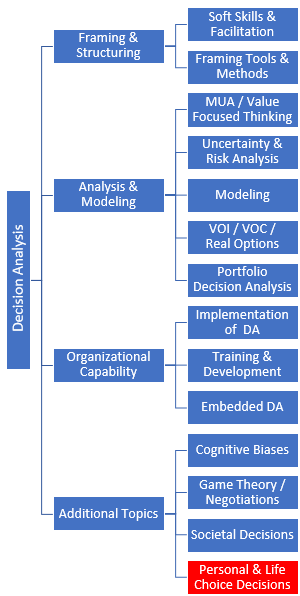 Decision Analysis
Framing &
Structuring
Soft Skills &
Facilitation
Framing Tools &
Methods
Analysis &
Modeling
MUA / Value
Focused Thinking
Uncertainty &
Risk Analysis
Modeling
VOI / VOC /
Real Options
Portfolio
Decision Analysis
Organizational
Capability
Implementation
of DA
Training &
Development
Embedded DA
Additional Topics
Cognitive Biases
Game Theory /
Negotiations
Societal Decisions
Personal & Life
Choice Decisions